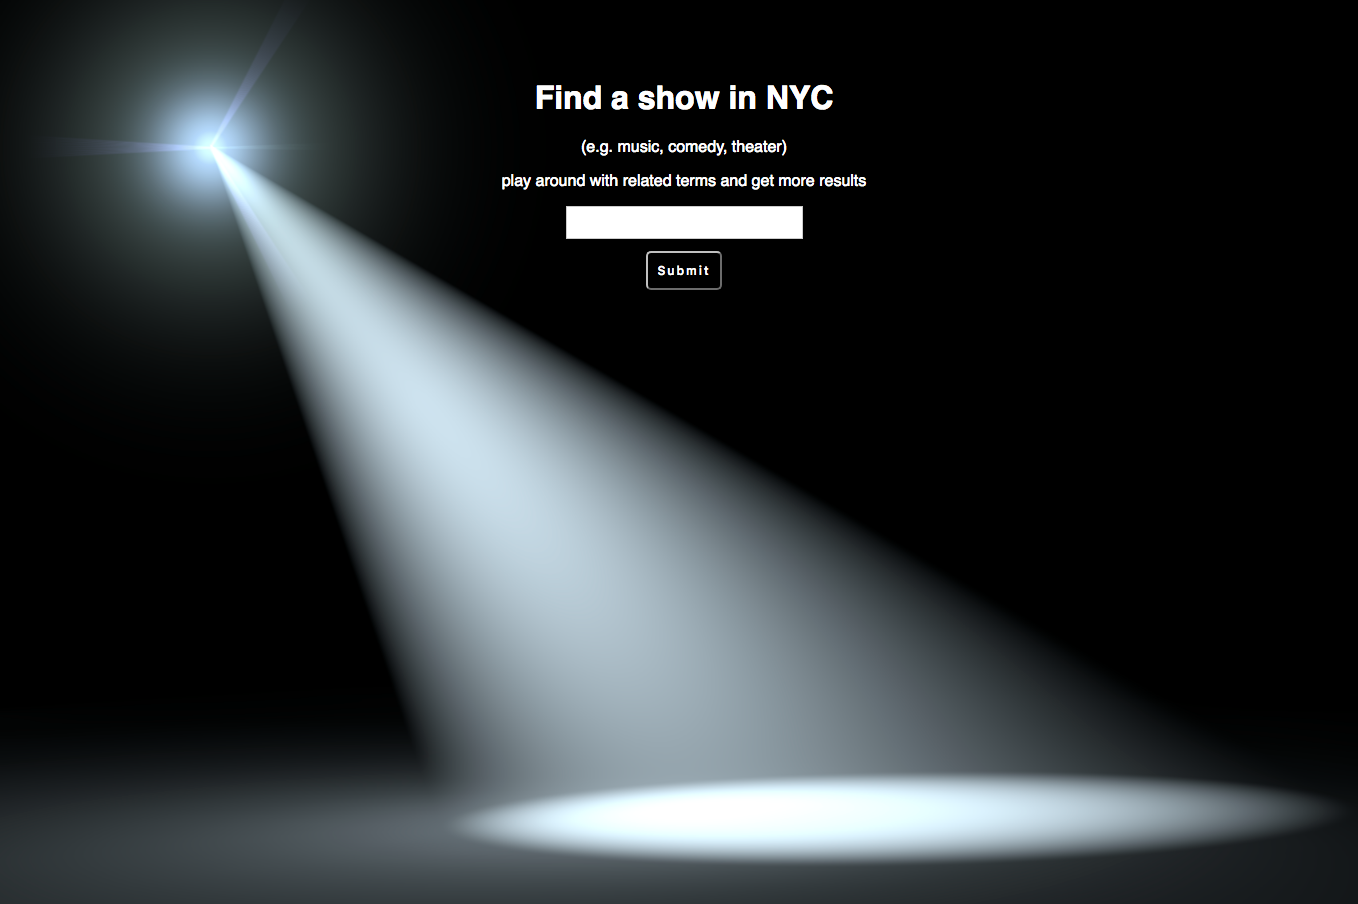 Find a show in NYC
(e.g. music, comedy, theater)
play around with related terms and get more results
Submit